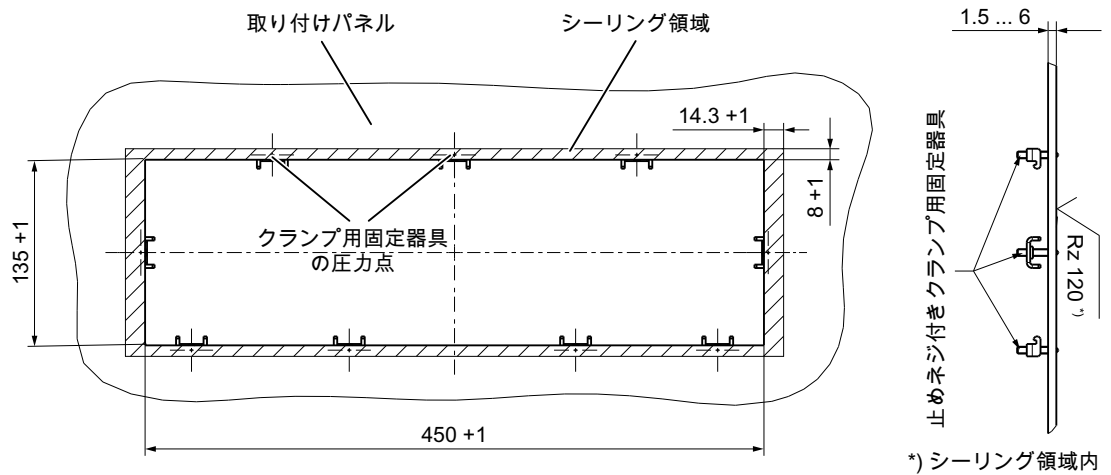 取り付けパネル
シーリング領域
1.5 ... 6
14.3 +1
8 +1
135 +1
クランプ用固定器具
の圧力点
450 +1
止めネジ付きクランプ用固定器具
Rz 120 *)
*) シーリング領域内